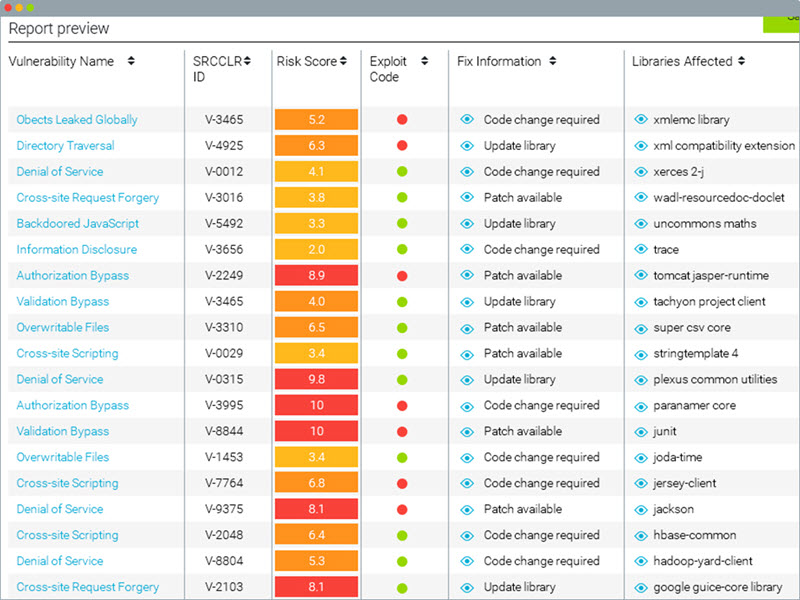 Report preview
Vulnerability Name SRCCLR ID Risk Score Exploit Code Fix Information Libraries Affected
Obects Leaked Globally V-3465 5.2 Code change required xmlemc library
Directory Traversal V-4925 6.3 Update library xml compatibility extension
Denial of Service V-0012 4.1 Code change required xerces 2-j
Cross-site Request Forgery V-3016 3.8 Patch available wadl-resourcedoc-doclet
Backdoored JavaScript V-5492 3.3 Update library uncommons maths
Information Disclosure V-3656 2.0 Code change required trace
Authorization Bypass V-2249 8.9 Patch available tomcat jasper-runtime
Validation Bypass V-3465 4.0 Update library tachyon project client
Overwritable Files V-3310 6.5 Patch available super csv core
Cross-site Scripting V-0029 3.4 Patch available stringtemplate 4
Denial of Service V-0315 9.8 Update library plexus common utilities
Authorization Bypass V-3995 10 Code change required paranamer core
Validation Bypass V-8844 10 Patch available junit
Overwritable Files V-1453 3.4 Code change required joda-time
Cross-site Scripting V-7764 6.8 Code change required jersey-client
Denial of Service V-9375 8.1 Patch available jackson
Cross-site Scripting V-2048 6.4 Code change required hbase-common
Denial of Service V-8804 5.3 Code change required hadoop-yard-client
Cross-site Request Forgery V-2103 8.1 Update library google guice-core library